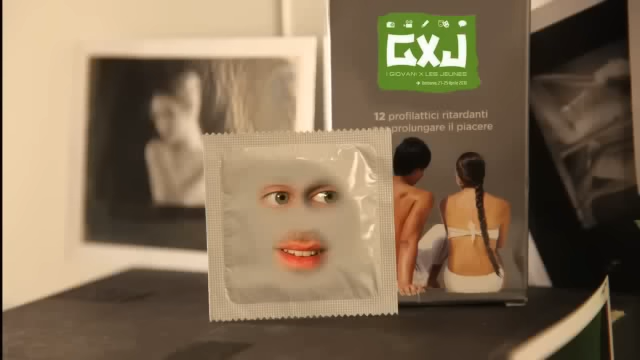 GXJ
I GIOVANI X LES JEUNES
12 profilattici ritardanti
prolungare il piacere